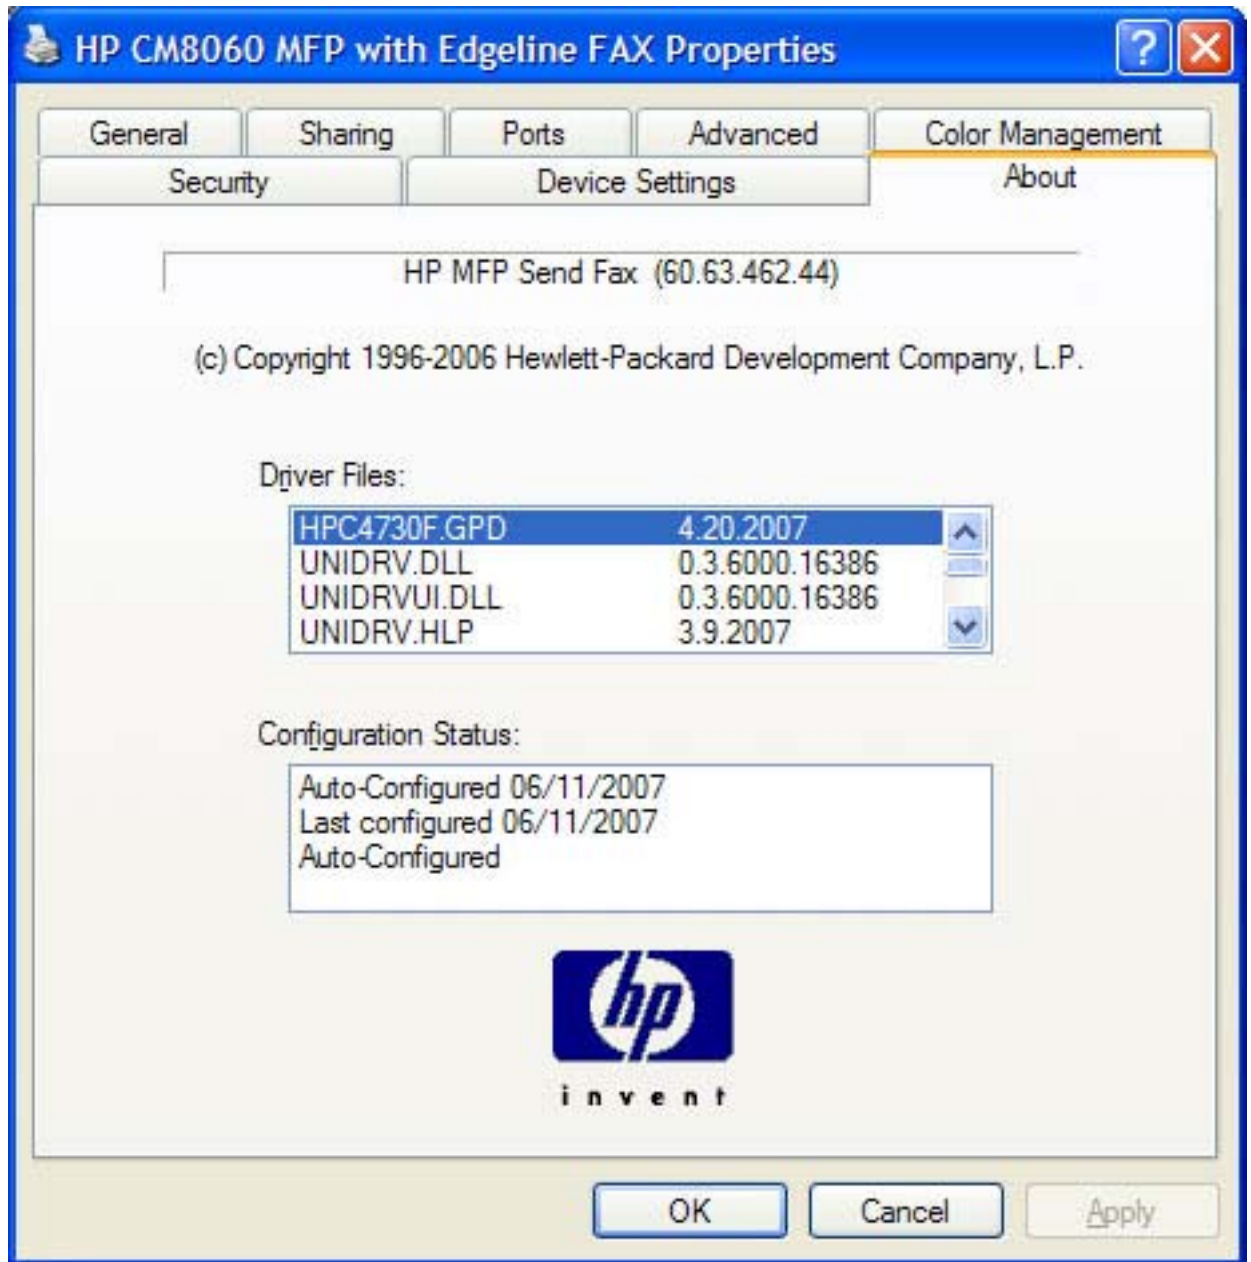 HP CM8060 MFP with Edgeline FAX Properties
General Sharing Ports Advanced Color Management
Security Device Settings About
HP MFP Send Fax (60.63.462.44)
(c) Copyright 1996-2006 Hewlett-Packard Development Company, L.P.
Driver Files:
HPC4730F.GPD 4.20.2007
UNIDRV.DLL 0.3.6000.16386
UNIDRVUI.DLL 0.3.6000.16386
UNIDRV.HLP 3.9.2007
Configuration Status:
Auto-Configured 06/11/2007
Last configured 06/11/2007
Auto-Configured
hp
invent
OK Cancel Apply